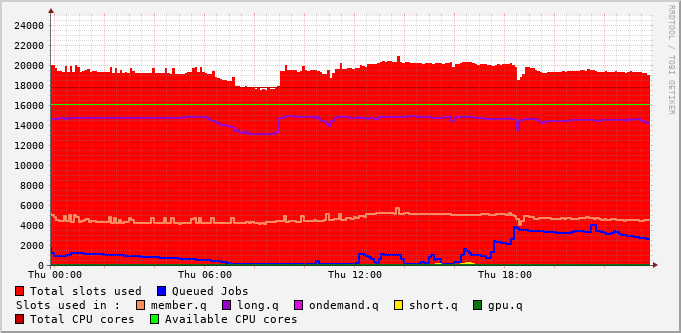 24000
22000
20000
18000
16000
14000
12000
10000
8000
6000
4000
2000
0
Thu 00:00 Thu 06:00 Thu 12:00 Thu 18:00
RRDTOOL / TOBI OETIKER
Total slots used Queued Jobs
Slots used in : member.q long.q ondemand.q short.q gpu.q
Total CPU cores Available CPU cores